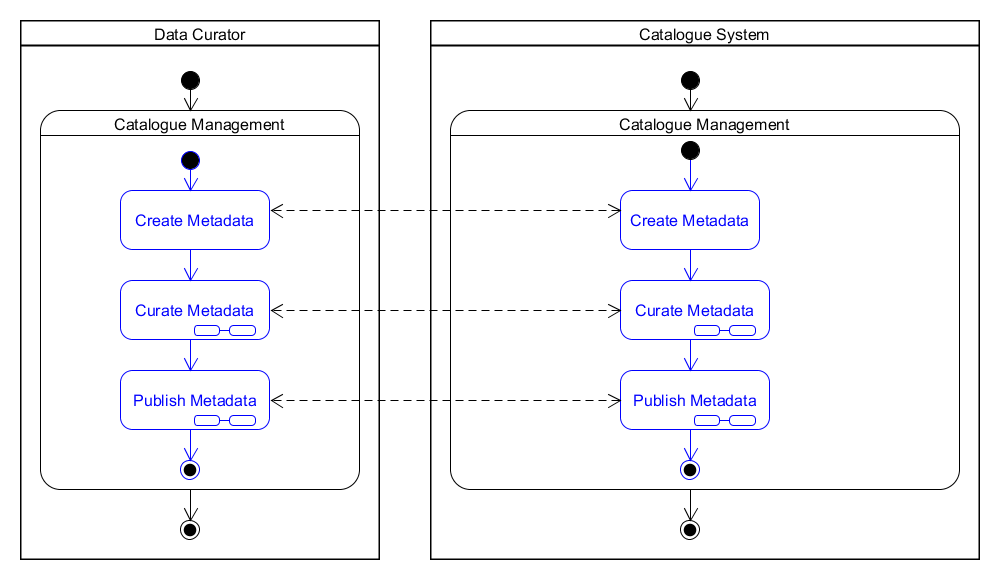 Data Curator
Catalogue System
Catalogue Management
Catalogue Management
Create Metadata
Create Metadata
Curate Metadata
Curate Metadata
Publish Metadata
Publish Metadata